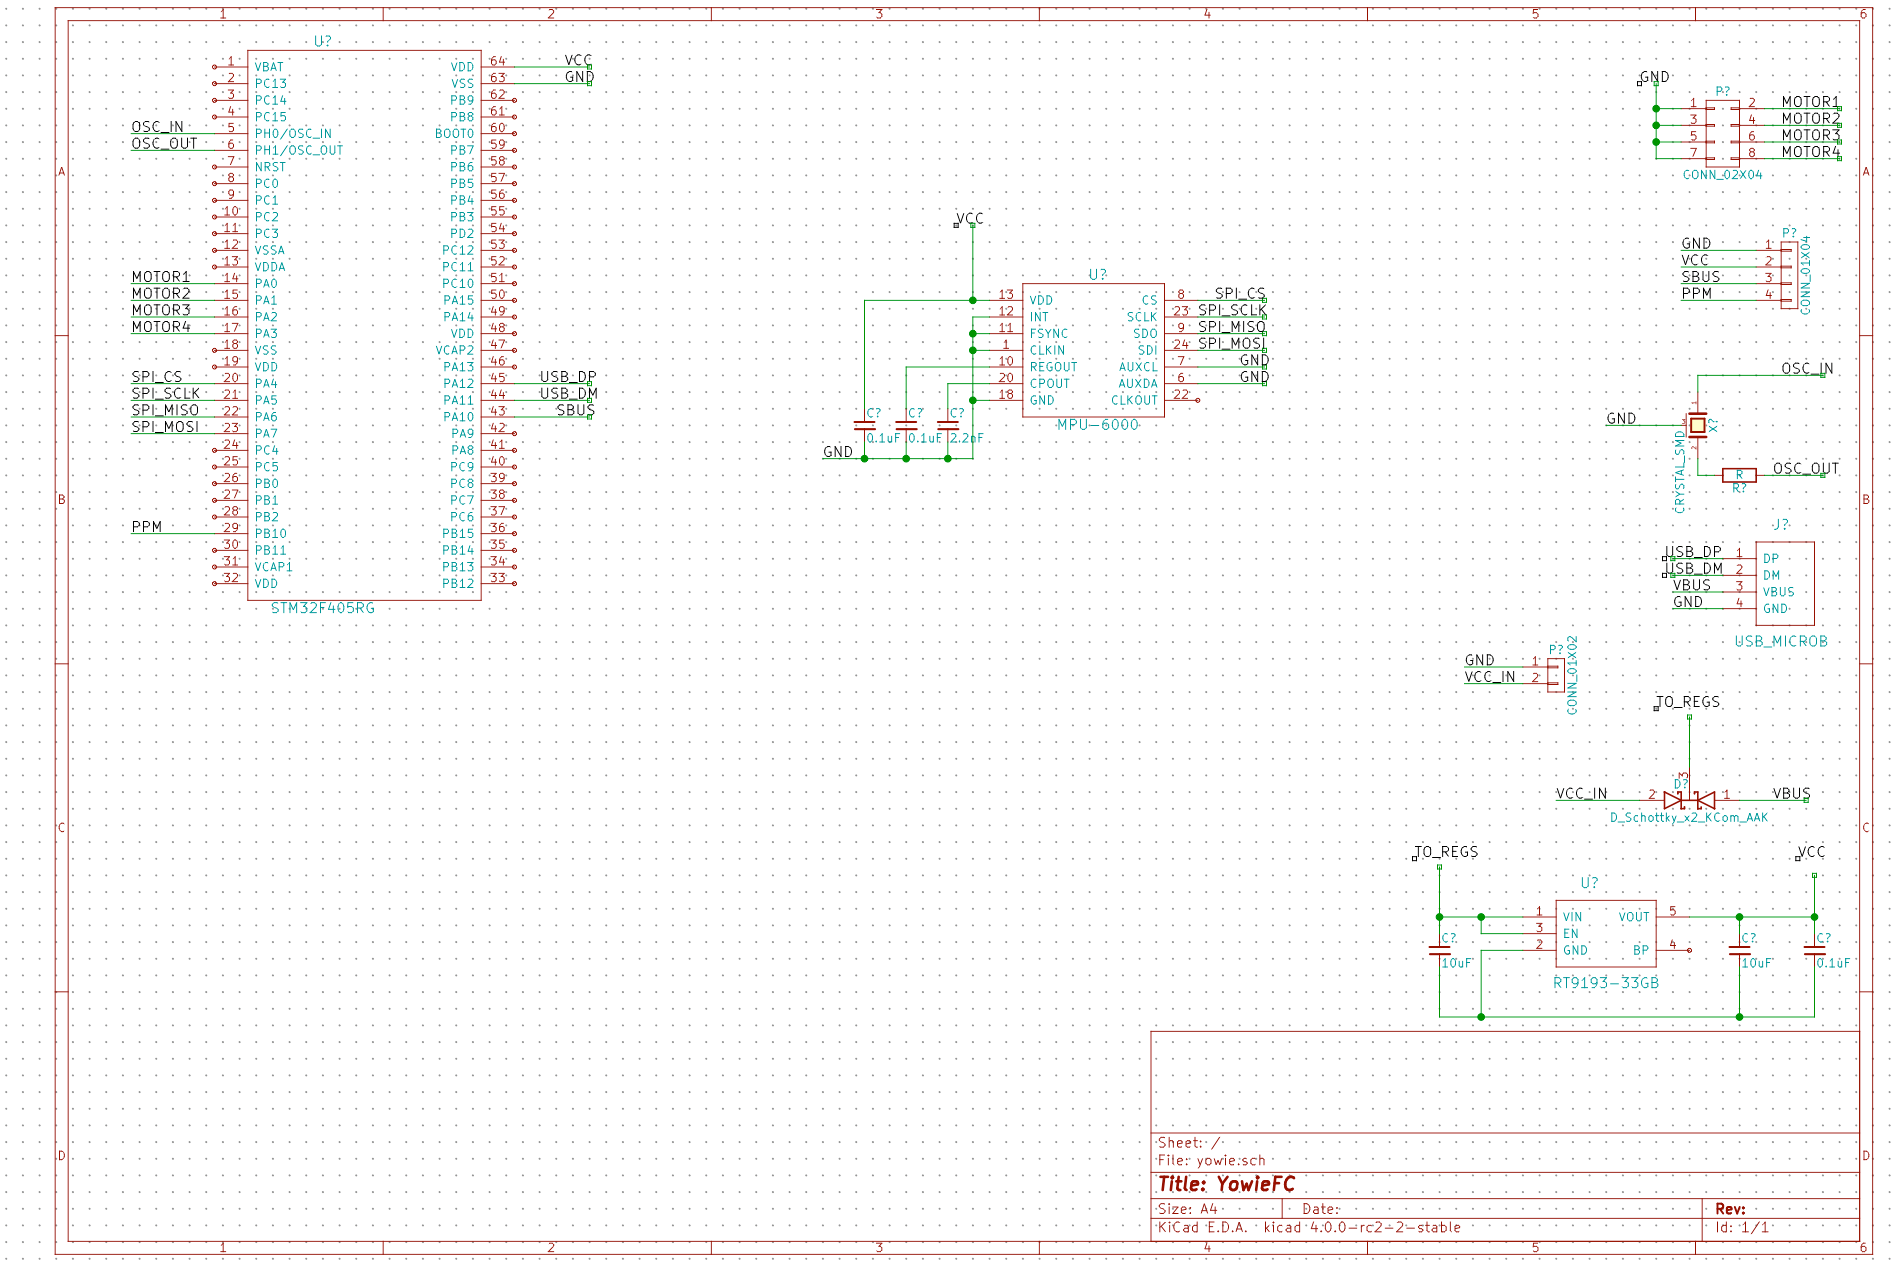 1 2 3 4 5 6
A
B
C
D
U?
1 VBAT
2 PC13
3 PC14
4 PC15
OSC_IN 5 PH0/OSC_IN
OSC_OUT 6 PH1/OSC_OUT
7 NRST
8 PC0
9 PC1
10 PC2
11 PC3
12 VSSA
13 VDDA
MOTOR1 14 PA0
MOTOR2 15 PA1
MOTOR3 16 PA2
MOTOR4 17 PA3
18 VSS
19 VDD
SPI_CS 20 PA4
SPI_SCLK 21 PA5
SPI_MISO 22 PA6
SPI_MOSI 23 PA7
24 PC4
25 PC5
26 PB0
27 PB1
28 PB2
PPM 29 PB10
30 PB11
31 VCAP1
32 VDD
VDD 64 VCC
VSS 63 GND
PB9 62
PB8 61
BOOT0 60
PB7 59
PB6 58
PB5 57
PB4 56
PB3 55
PD2 54
PC12 53
PC11 52
PC10 51
PA15 50
PA14 49
VDD 48
VCAP2 47
PA13 46
PA12 45 USB_DP
PA11 44 USB_DM
PA10 43 SBUS
PA9 42
PA8 41
PC9 40
PC8 39
PC7 38
PC6 37
PB15 36
PB14 35
PB13 34
PB12 33
STM32F405RG
VCC
U?
13 VDD
12 INT
11 FSYNC
1 CLKIN
10 REGOUT
20 CPOUT
18 GND
CS 8 SPI_CS
SCLK 23 SPI_SCLK
SDO 9 SPI_MISO
SDI 24 SPI_MOSI
AUXCL 7 GND
AUXDA 6 GND
CLKOUT 22
MPU-6000
C? C? C?
0.1uF 0.1uF 2.2nF
GND
GND
P?
1 2 MOTOR1
3 4 MOTOR2
5 6 MOTOR3
7 8 MOTOR4
CONN_02X04
P?
GND 1
VCC 2
SBUS 3
PPM 4
CONN_01X04
OSC_IN
1
GND 3 X?
2
CRYSTAL_SMD
R OSC_OUT
R?
J?
USB_DP 1 DP
USB_DM 2 DM
VBUS 3 VBUS
GND 4 GND
USB_MICROB
P?
GND 1
VCC_IN 2
CONN_01X02
TO_REGS
3
D?
VCC_IN 2 1 VBUS
D_Schottky_x2_KCom_AAK
TO_REGS VCC
U?
1 VIN VOUT 5
3 EN
2 GND BP 4
RT9193-33GB
C? C? C?
10uF 10uF 0.1uF
Sheet: /
File: yowie.sch
Title: YowieFC
Size: A4 Date: Rev:
KiCad E.D.A. kicad 4.0.0-rc2-2-stable Id: 1/1
A
B
C
D
1 2 3 4 5 6